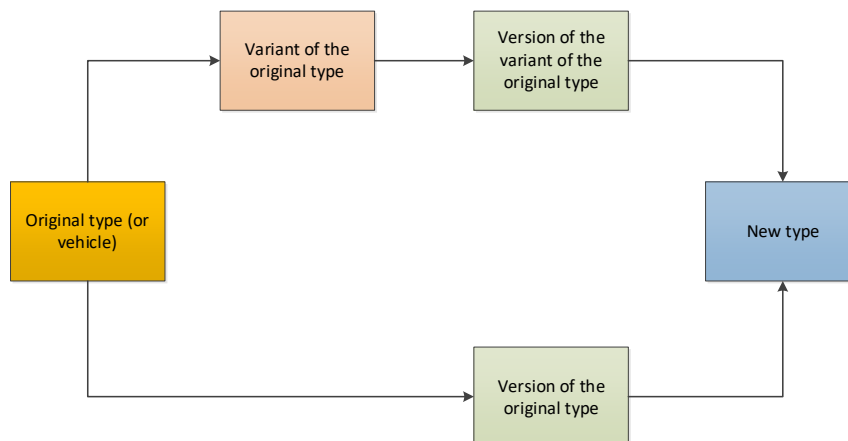 Variant of the
original type
Version of the
variant of the
original type
Original type (or
vehicle)
New type
Version of the
original type